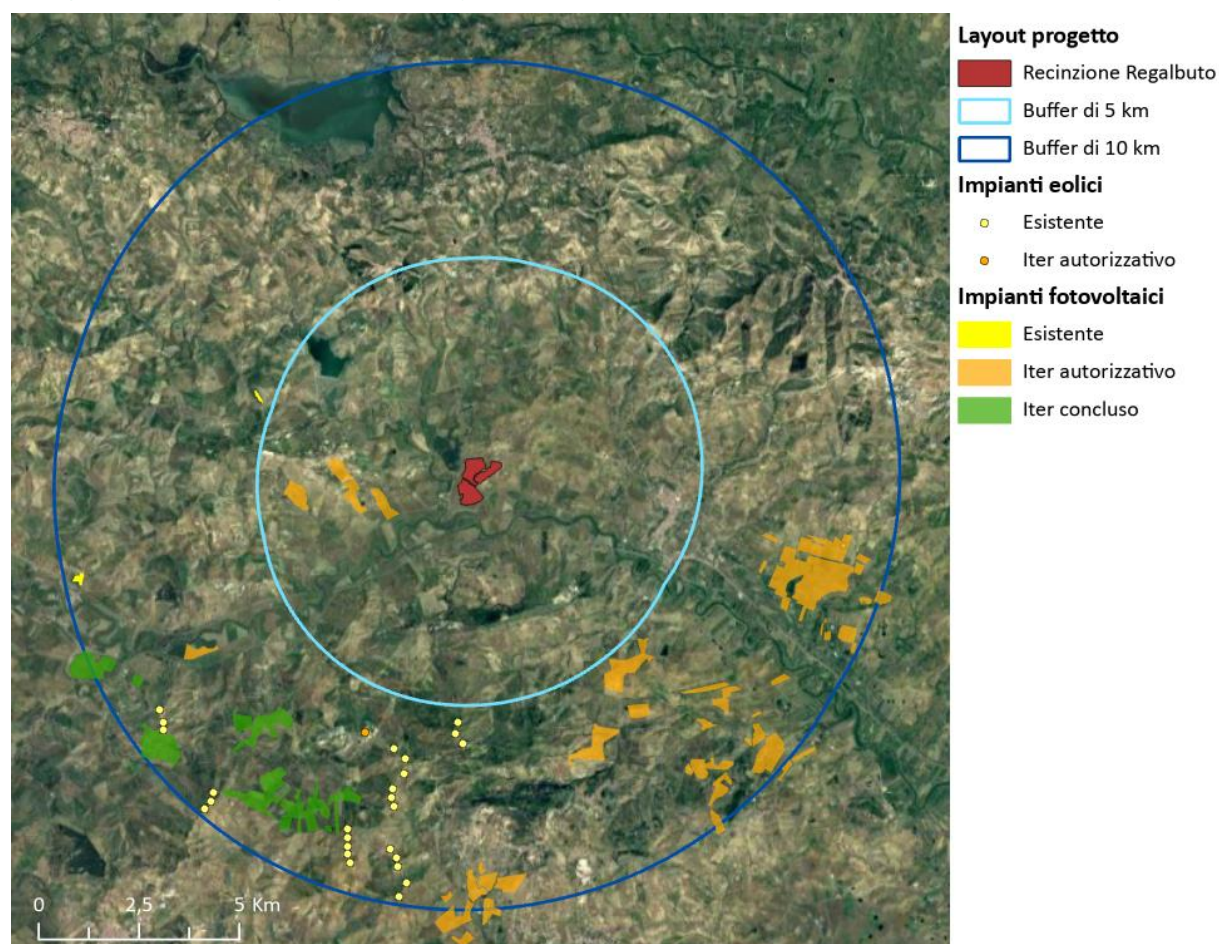 Layout progetto
Recinzione Regalbuto
Buffer di 5 km
Buffer di 10 km
Impianti eolici
Esistente
Iter autorizzativo
Impianti fotovoltaici
Esistente
Iter autorizzativo
Iter concluso
0 2,5 5 Km